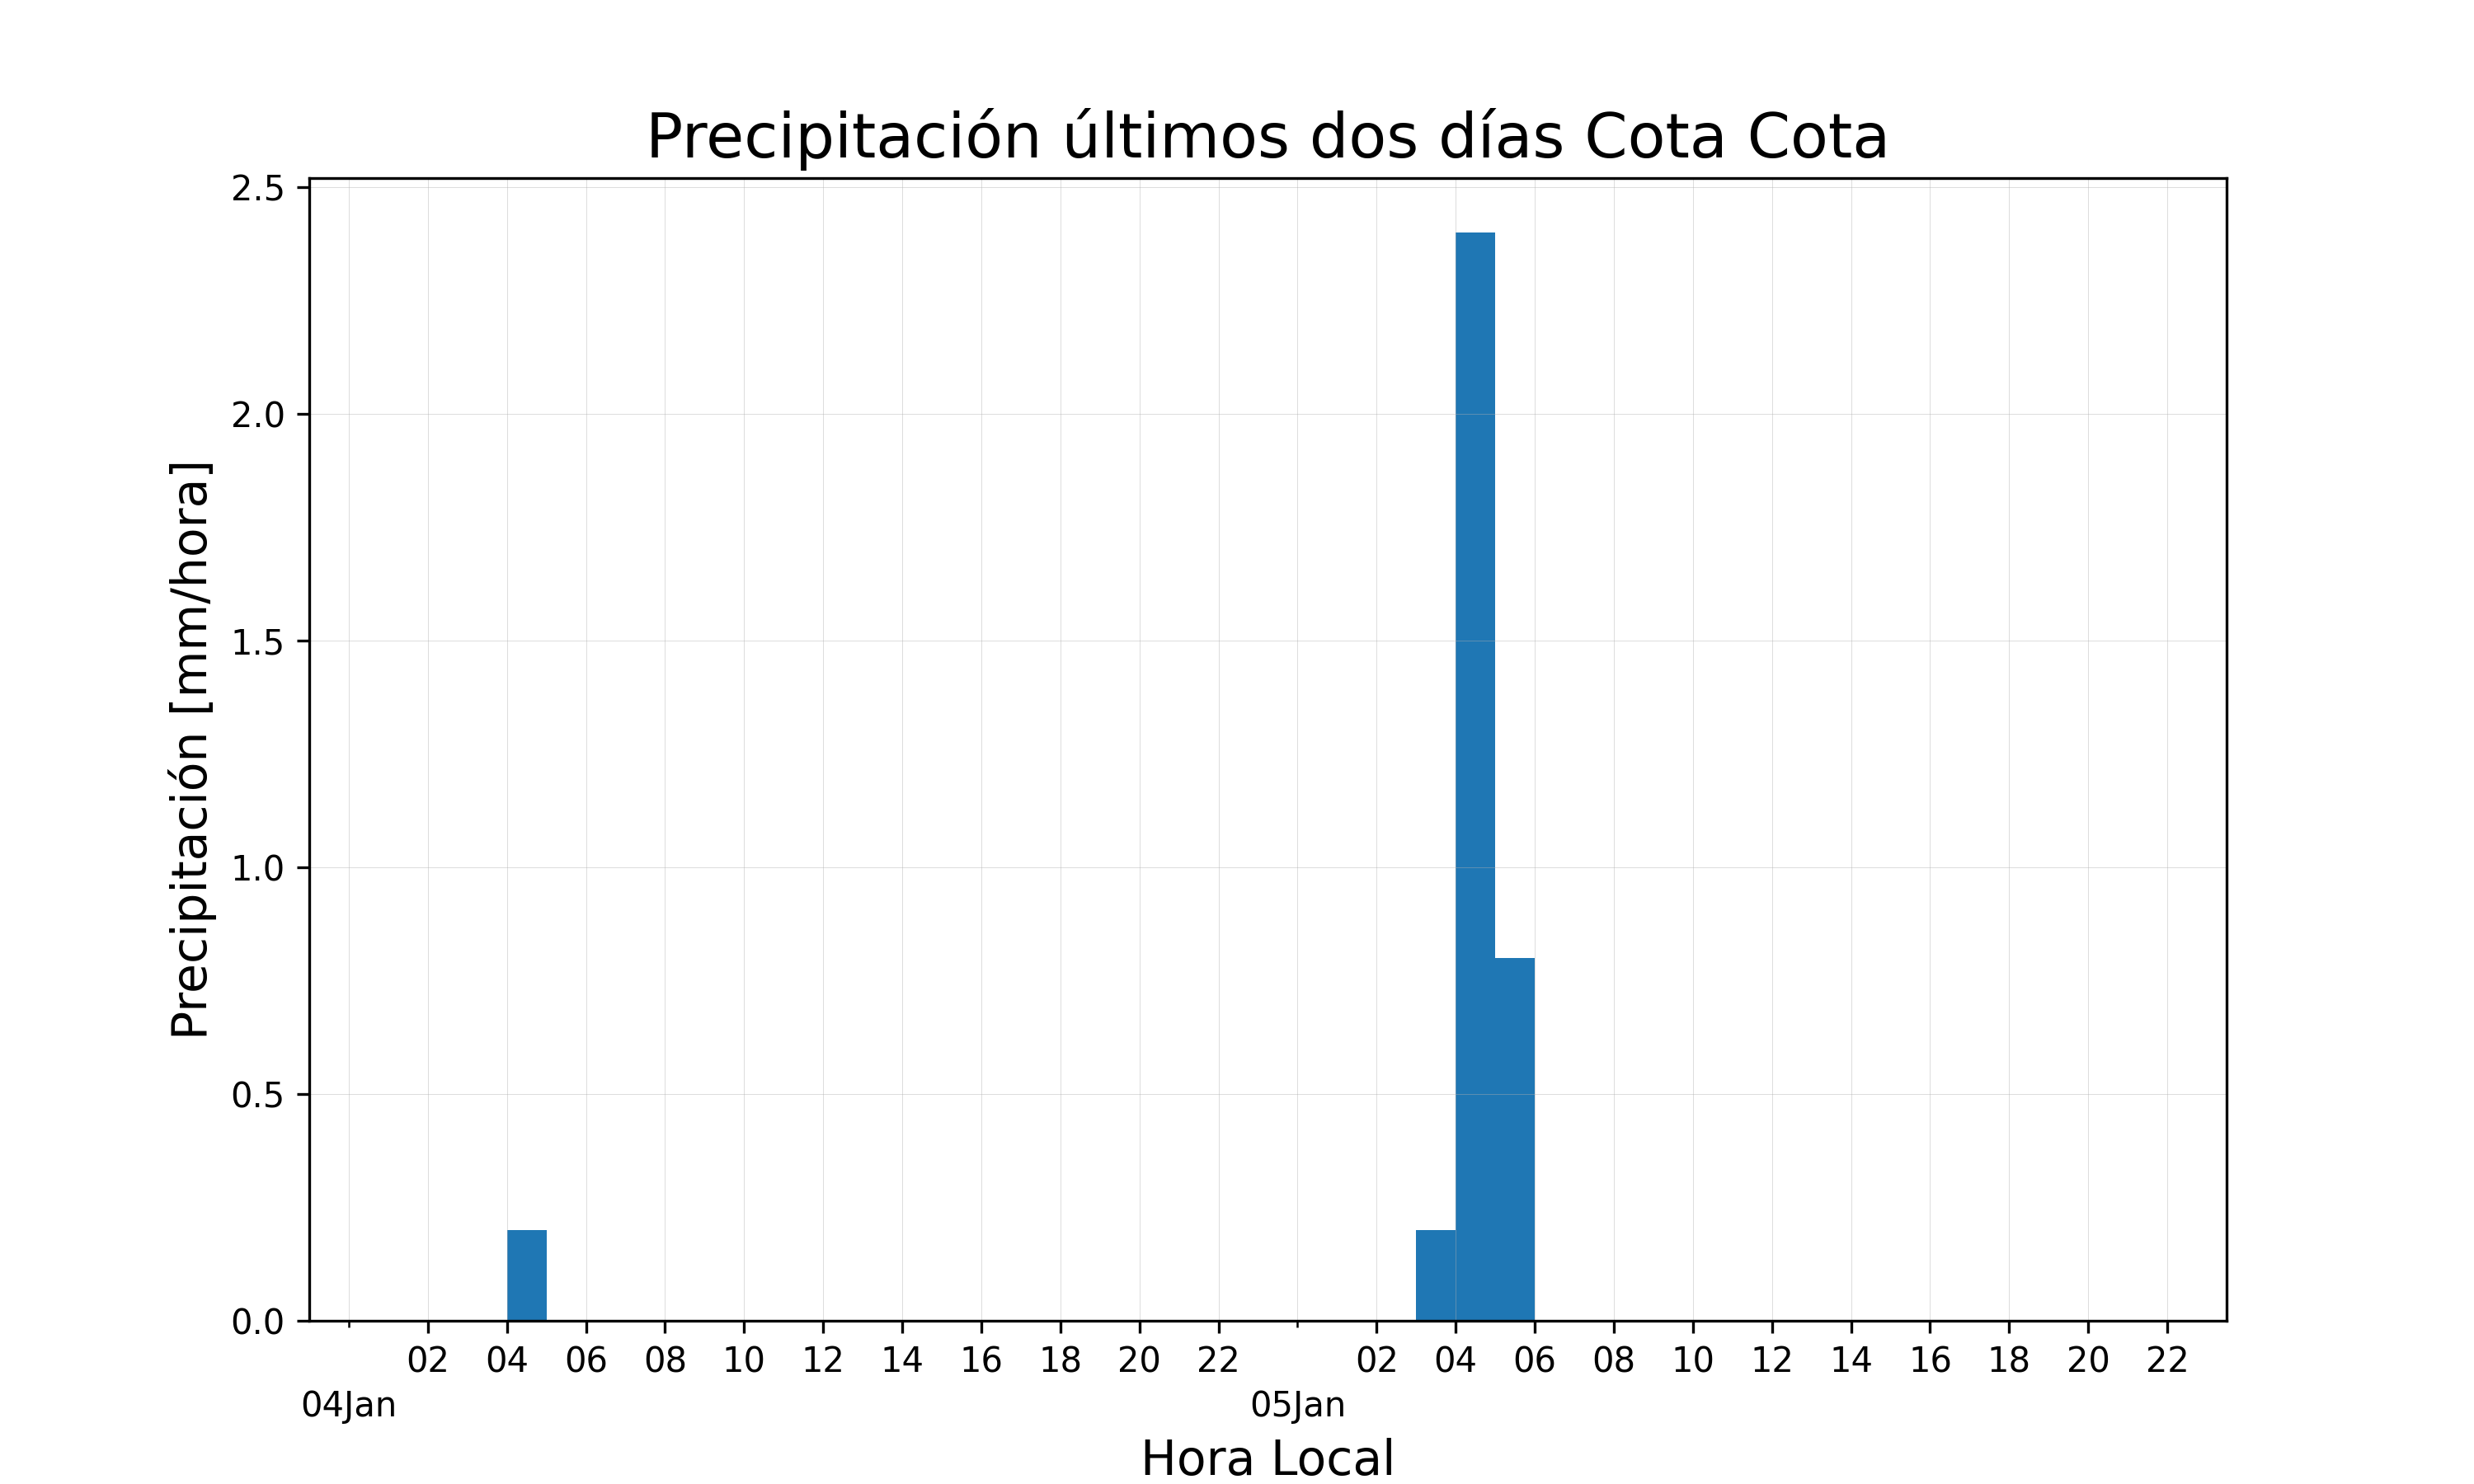 Precipitación últimos dos días Cota Cota
Precipitación [mm/hora]
2.5
2.0
1.5
1.0
0.5
0.0
02 04 06 08 10 12 14 16 18 20 22 02 04 06 08 10 12 14 16 18 20 22
04Jan 05Jan
Hora Local